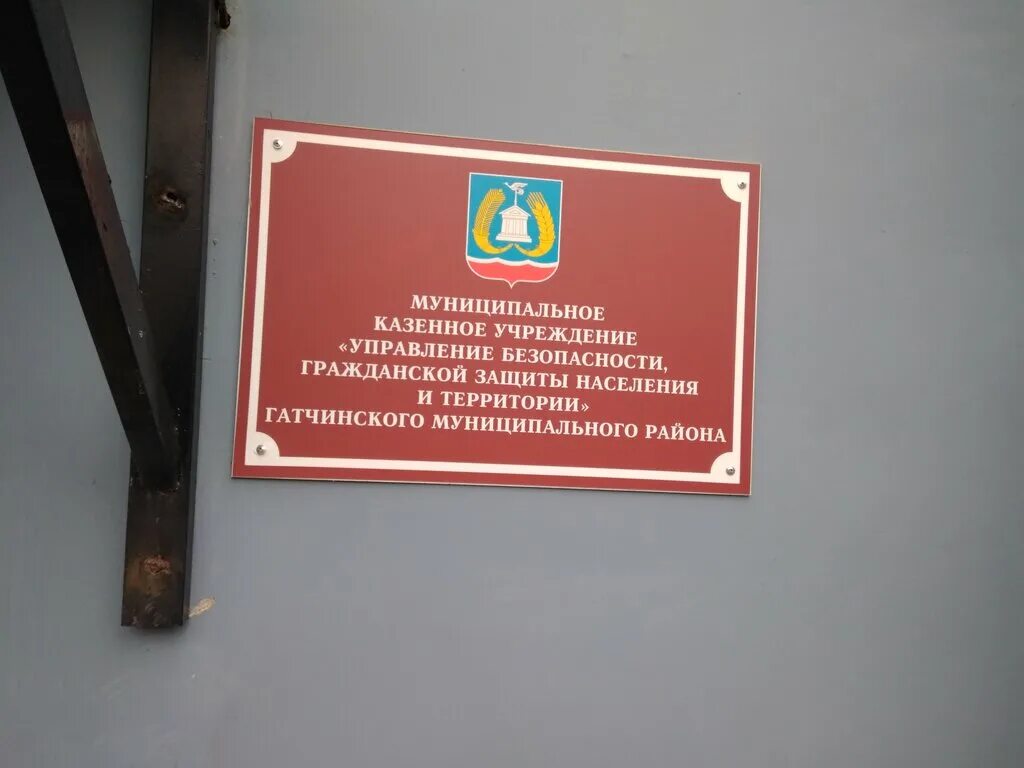 МУНИЦИПАЛЬНОЕ
КАЗЕННОЕ УЧРЕЖДЕНИЕ
«УПРАВЛЕНИЕ БЕЗОПАСНОСТИ,
ГРАЖДАНСКОЙ ЗАЩИТЫ НАСЕЛЕНИЯ
И ТЕРРИТОРИИ»
ГАТЧИНСКОГО МУНИЦИПАЛЬНОГО РАЙОНА